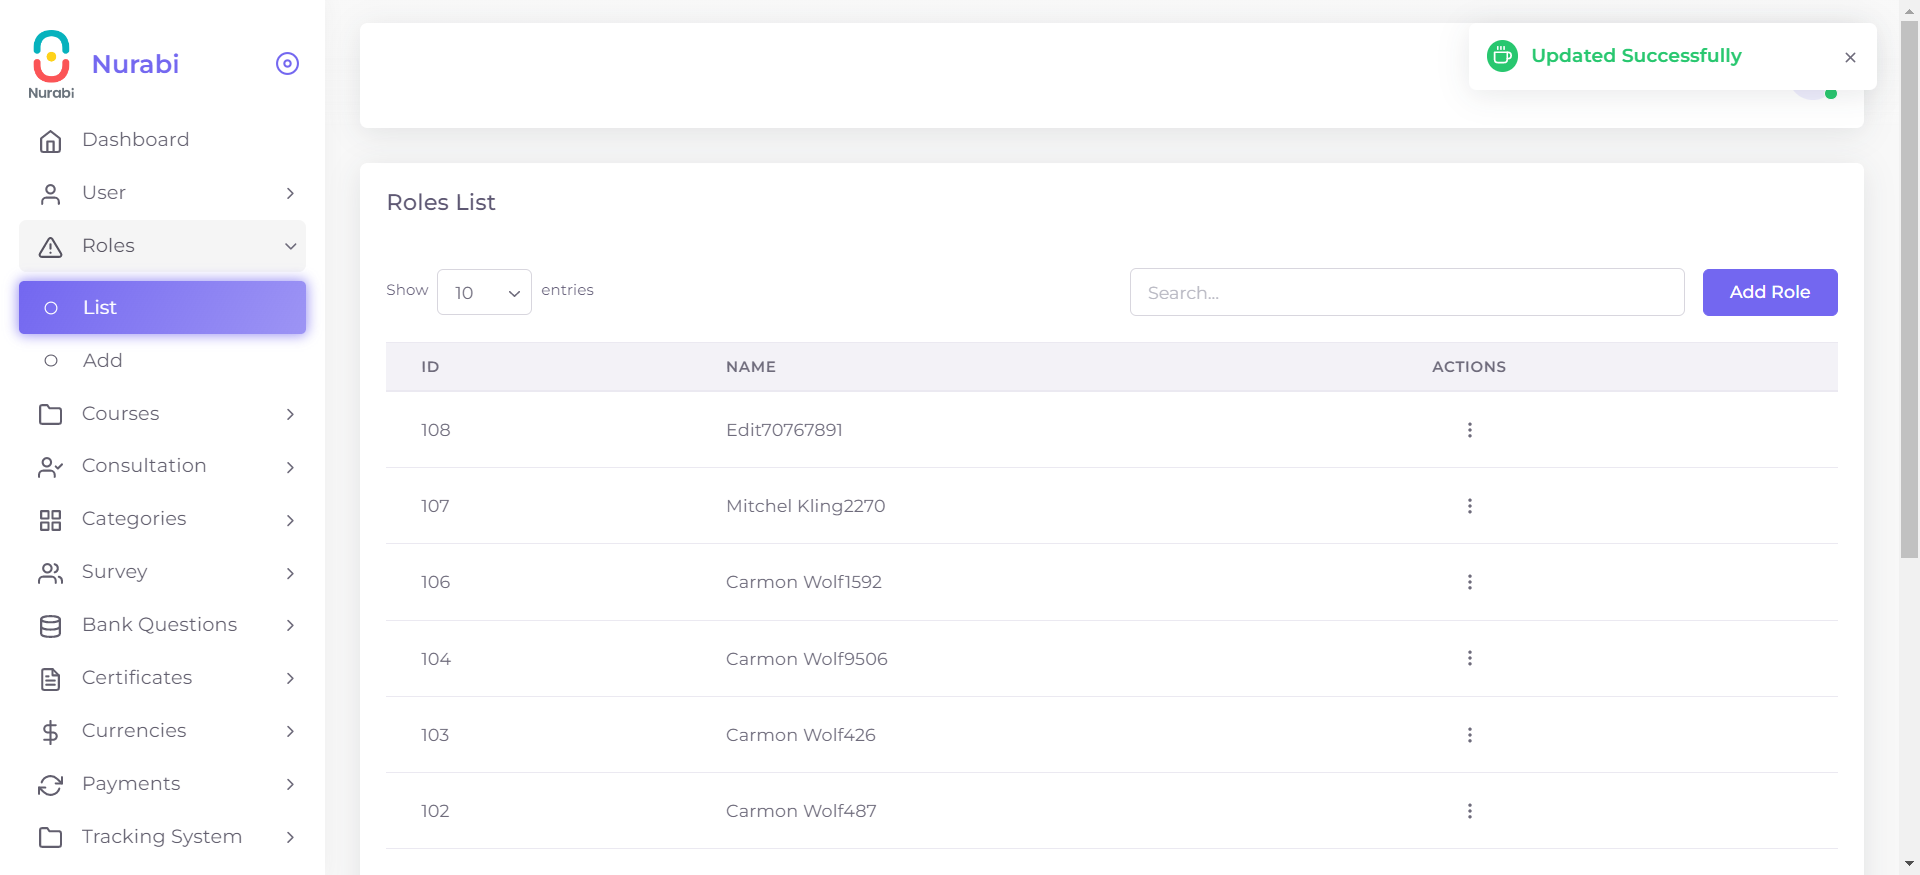 Nurabi
Nurabi
Dashboard
User
Roles
List
Add
Courses
Consultation
Categories
Survey
Bank Questions
Certificates
Currencies
Payments
Tracking System
Updated Successfully
Roles List
Show 10 entries
Search...
Add Role
ID NAME ACTIONS
108 Edit70767891
107 Mitchel Kling2270
106 Carmon Wolf1592
104 Carmon Wolf9506
103 Carmon Wolf426
102 Carmon Wolf487